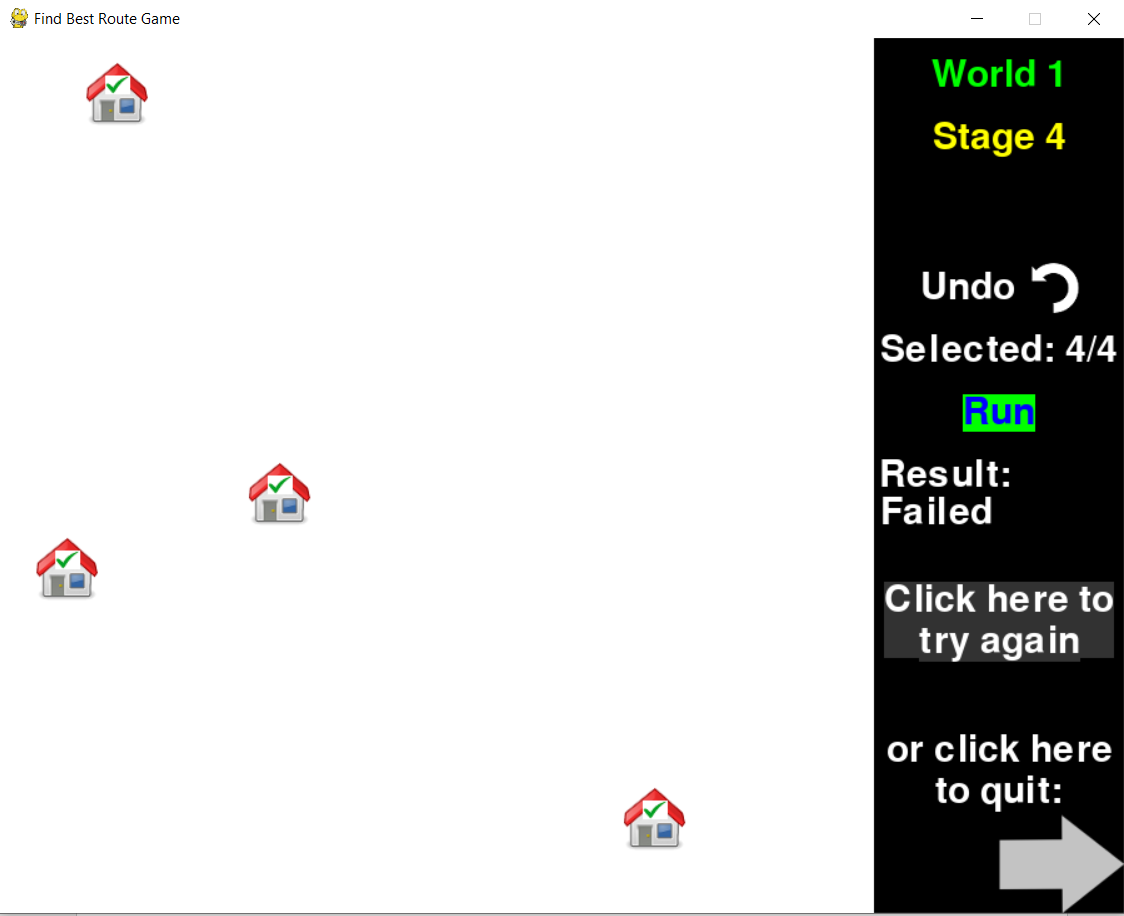 Find Best Route Game
World 1
Stage 4
Undo
Selected: 4/4
Run
Result:
Failed
Click here to
try again
or click here
to quit: